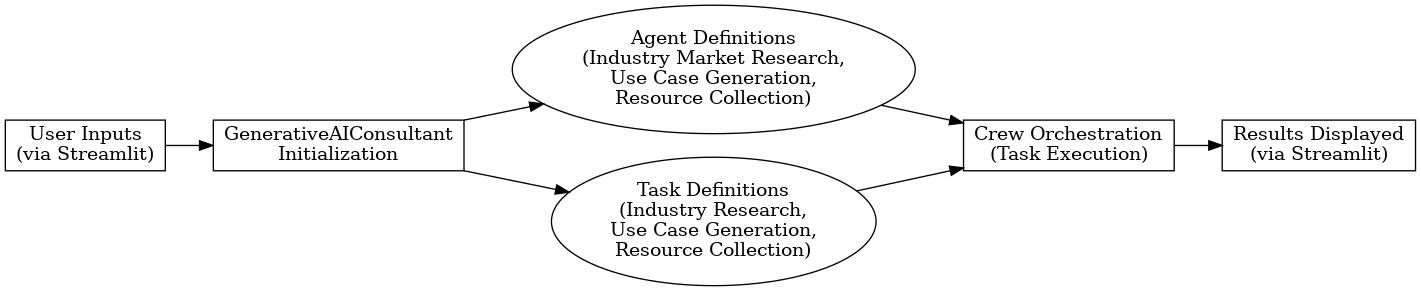 User Inputs
(via Streamlit)
GenerativeAIConsultant
Initialization
Agent Definitions
(Industry Market Research,
Use Case Generation,
Resource Collection)
Task Definitions
(Industry Research,
Use Case Generation,
Resource Collection)
Crew Orchestration
(Task Execution)
Results Displayed
(via Streamlit)